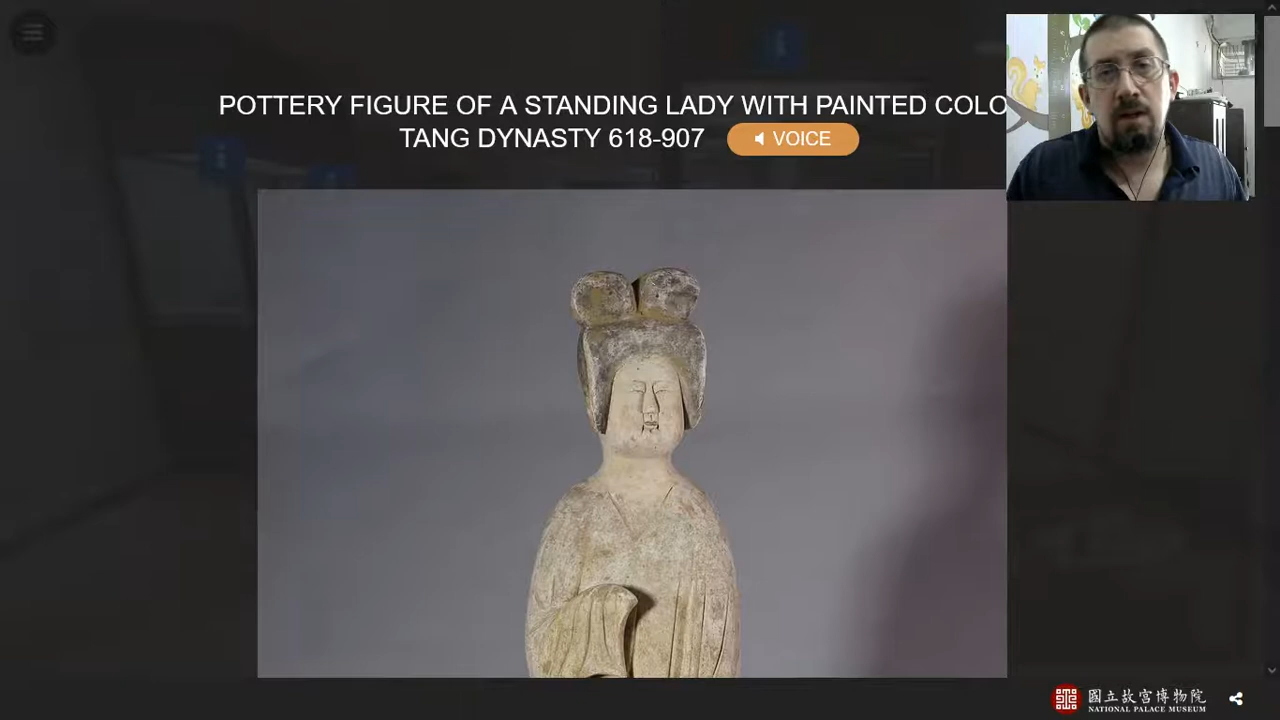 POTTERY FIGURE OF A STANDING LADY WITH PAINTED COLO
TANG DYNASTY 618-907
VOICE
國立故宮博物院
NATIONAL PALACE MUSEUM